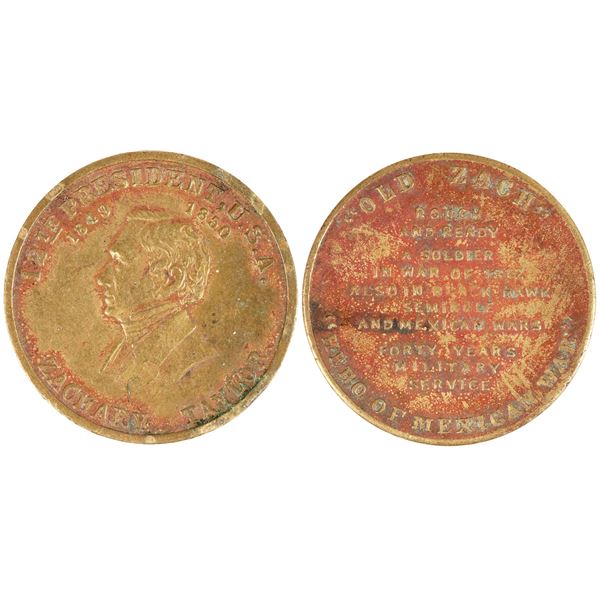 12TH PRESIDENT, U.S.A.
1849 1850
ZACHARY TAYLOR
"OLD ZACH"
ROUGH
AND READY
A SOLDIER
IN WAR OF 1812
ALSO IN BLACK HAWK
SEMINOLE
AND MEXICAN WARS
FORTY YEARS
MILITARY
SERVICE
"HERO OF MEXICAN WAR"